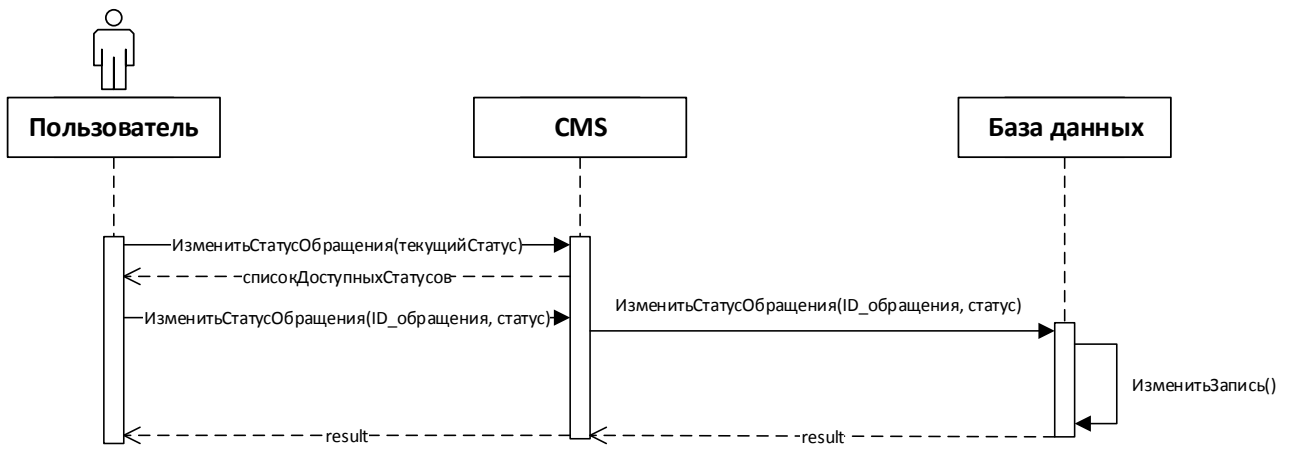 Пользователь
CMS
База данных
ИзменитьСтатусОбращения(текущийСтатус)
списокДоступныхСтатусов
ИзменитьСтатусОбращения(ID_обращения, статус)
ИзменитьСтатусОбращения(ID_обращения, статус)
ИзменитьЗапись()
result
result